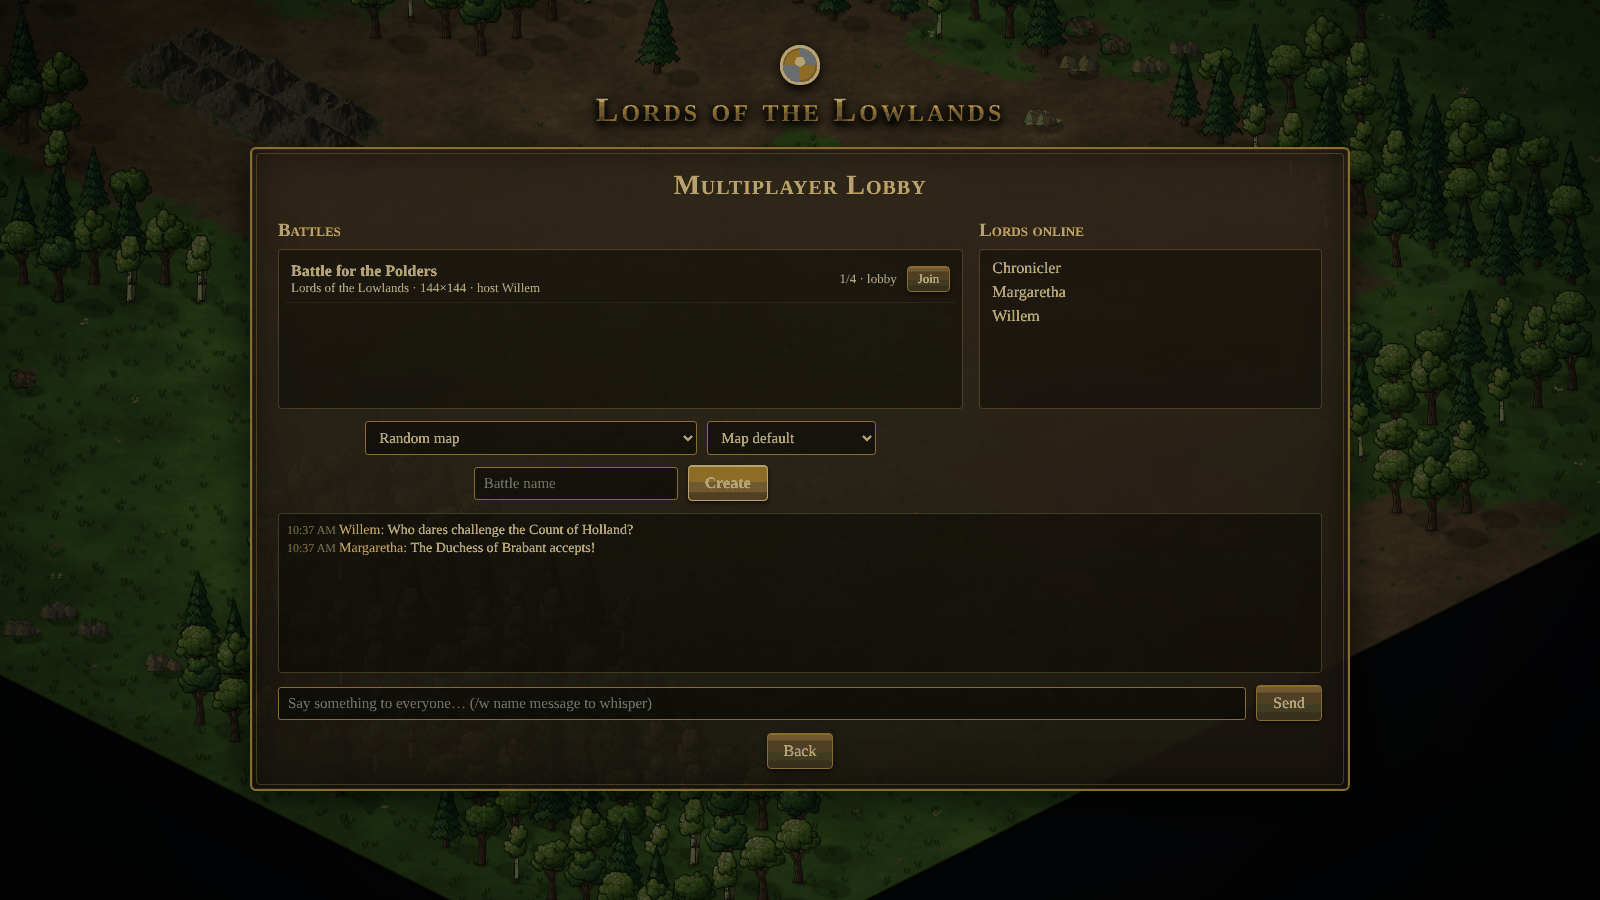 Lords of the Lowlands
Multiplayer Lobby
Battles
Battle for the Polders
Lords of the Lowlands · 144×144 · host Willem
1/4 · lobby
Join
Lords online
Chronicler
Margaretha
Willem
Random map
Map default
Battle name
Create
10:37 AM Willem: Who dares challenge the Count of Holland?
10:37 AM Margaretha: The Duchess of Brabant accepts!
Say something to everyone… (/w name message to whisper)
Send
Back